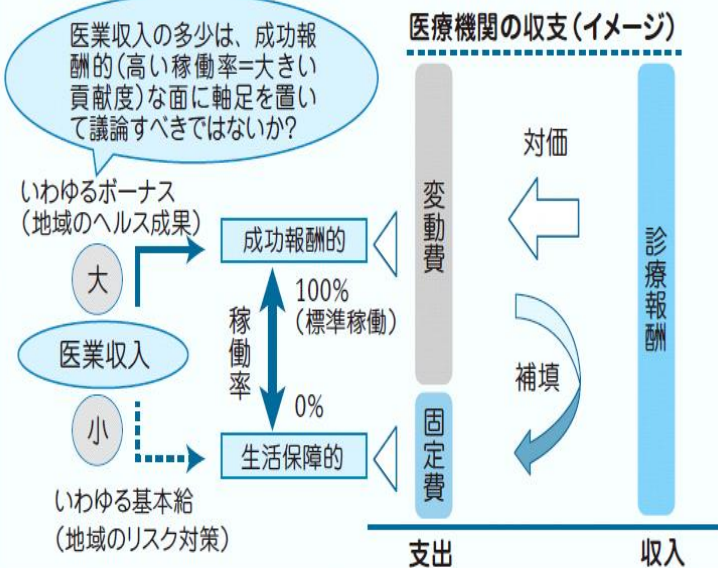 医業収入の多少は、成功報
酬的(高い稼働率=大きい
貢献度)な面に軸足を置い
て議論すべきではないか?
医療機関の収支(イメージ)
いわゆるボーナス
(地域のヘルス成果)
大
医業収入
小
いわゆる基本給
(地域のリスク対策)
成功報酬的
100%
(標準稼働)
稼働率
0%
生活保障的
変動費
固定費
対価
補填
診療報酬
支出
収入